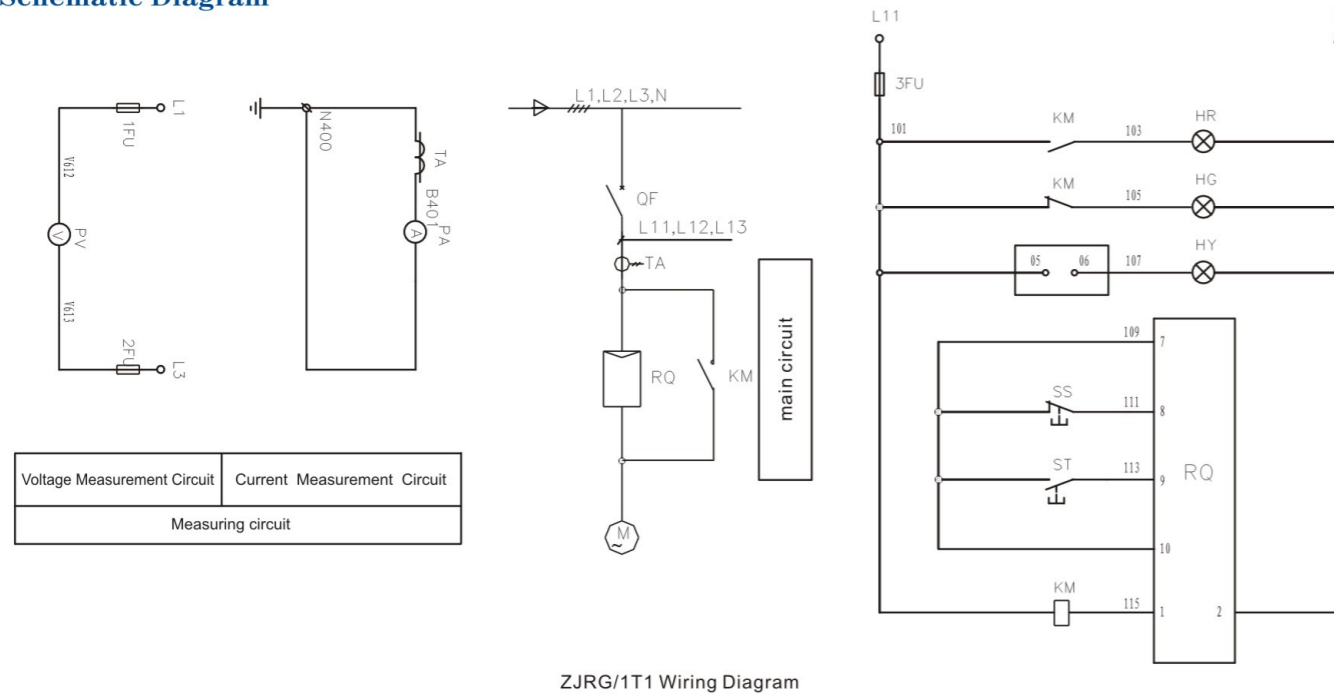 Schematic Diagram
L1
1FU
V612
V
PV
V613
2FU
L3
N400
TA
B401
A
PA
Voltage Measurement Circuit
Current Measurement Circuit
Measuring circuit
L1,L2,L3,N
QF
L11,L12,L13
TA
RQ
KM
M
~
main circuit
L11
3FU
101
KM
103
HR
KM
105
HG
05
06
107
HY
109
7
SS
111
8
ST
113
9
RQ
10
KM
115
1
2
ZJRG/1T1 Wiring Diagram